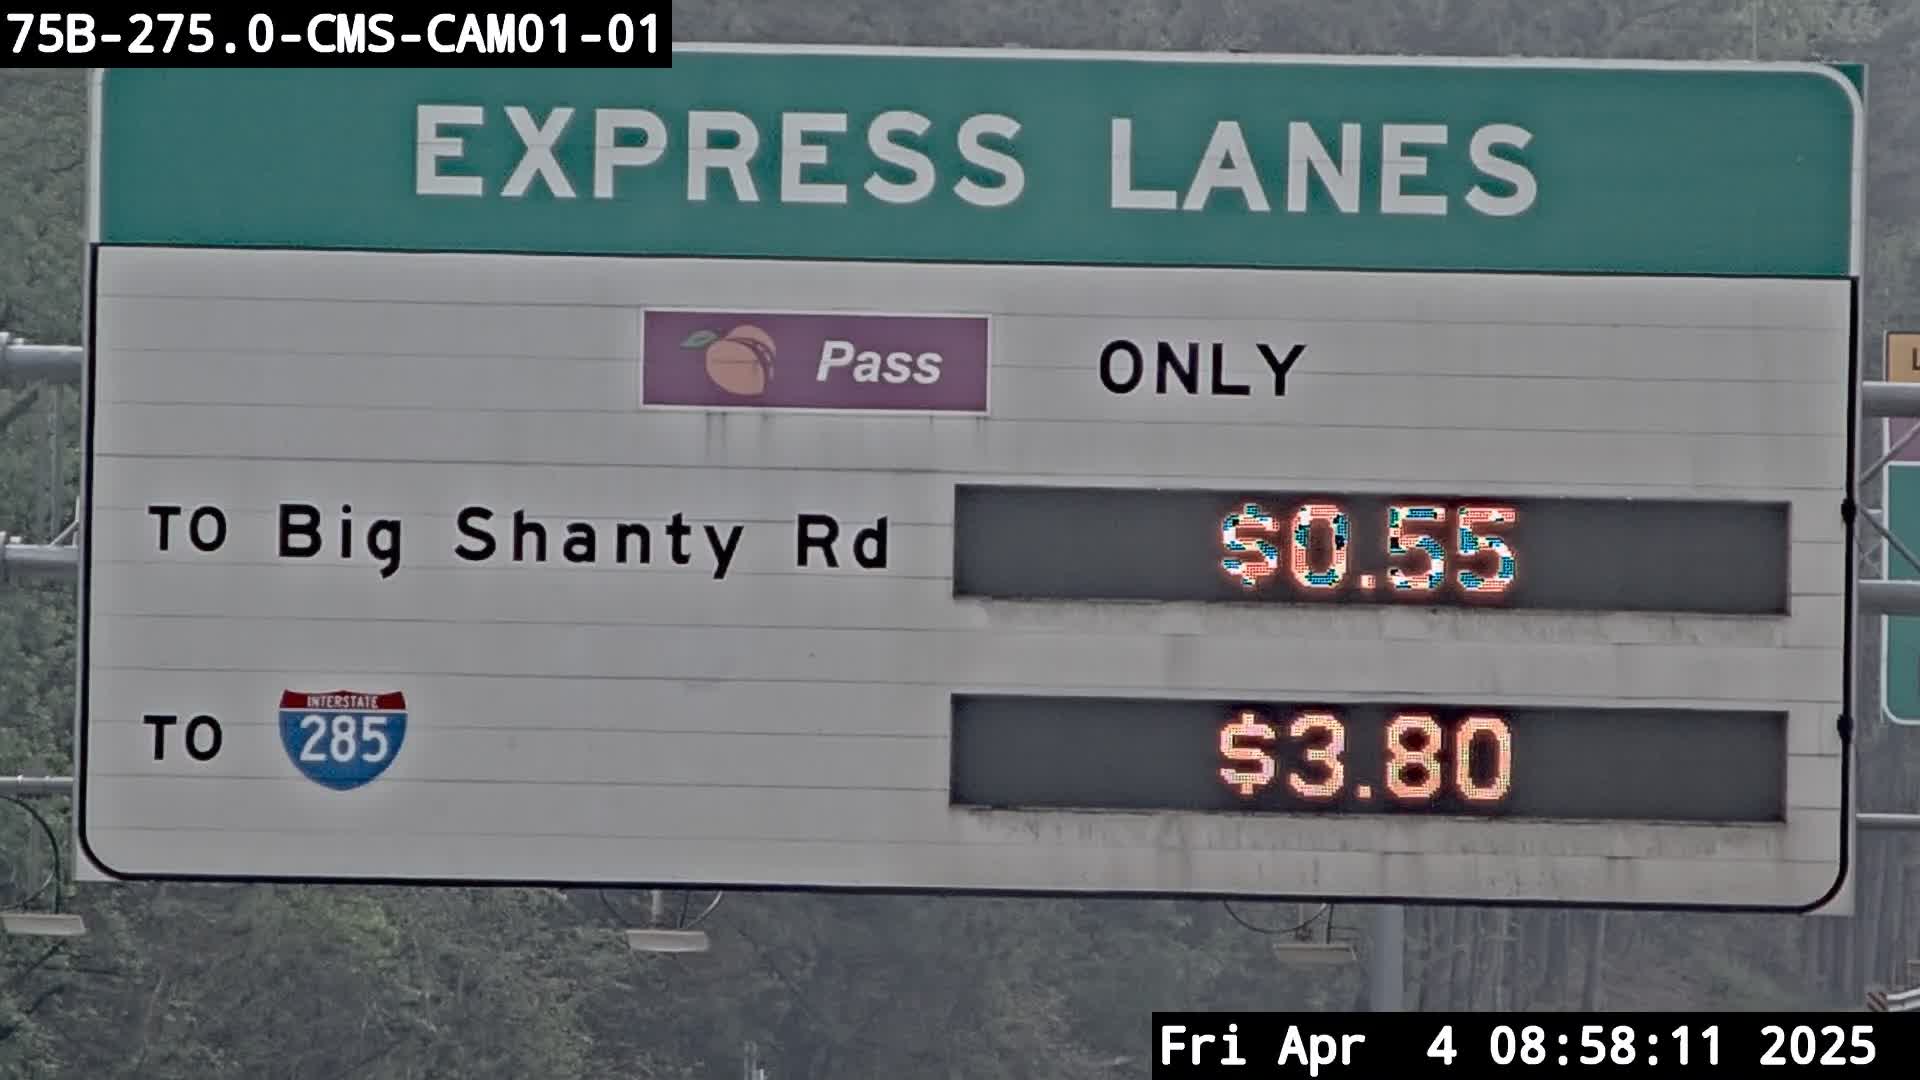 75B-275.0-CMS-CAM01-01
EXPRESS LANES
Pass ONLY
TO Big Shanty Rd $0.55
INTERSTATE
TO 285 $3.80
Fri Apr 4 08:58:11 2025